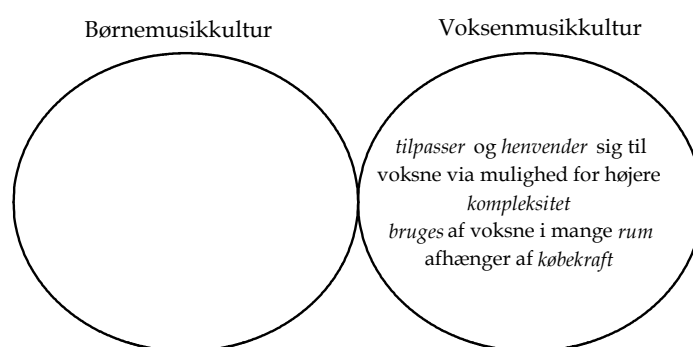 Børnemusikkultur
Voksenmusikkultur
tilpasser og henvender sig til
voksne via mulighed for højere
kompleksitet
bruges af voksne i mange rum
afhænger af købekraft